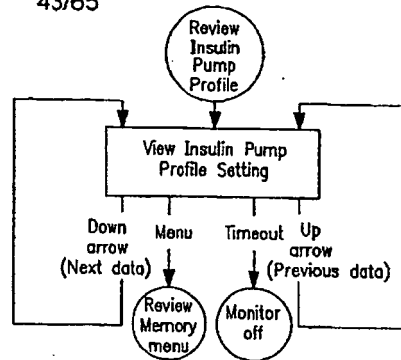 43/65
Review
Insulin
Pump
Profile
View Insulin Pump
Profile Setting
Down
arrow
(Next data)
Menu
Timeout
Up
arrow
(Previous data)
Review
Memory
menu
Monitor
off